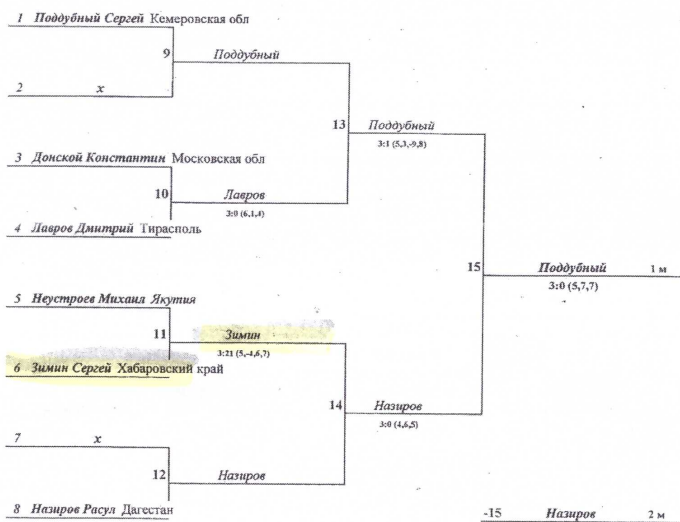 1 Поддубный Сергей Кемеровская обл
9 Поддубный
2 х
13 Поддубный
3:1 (5,3,-9,8)
3 Донской Константин Московская обл
10 Лавров
3:0 (6,1,4)
4 Лавров Дмитрий Тирасполь
15 Поддубный 1 м
3:0 (5,7,7)
5 Неустроев Михаил Якутия
11 Зимин
3:21 (5,-4,6,7)
6 Зимин Сергей Хабаровский край
14 Назиров
3:0 (4,6,5)
7 х
12 Назиров
8 Назиров Расул Дагестан
-15 Назиров 2 м